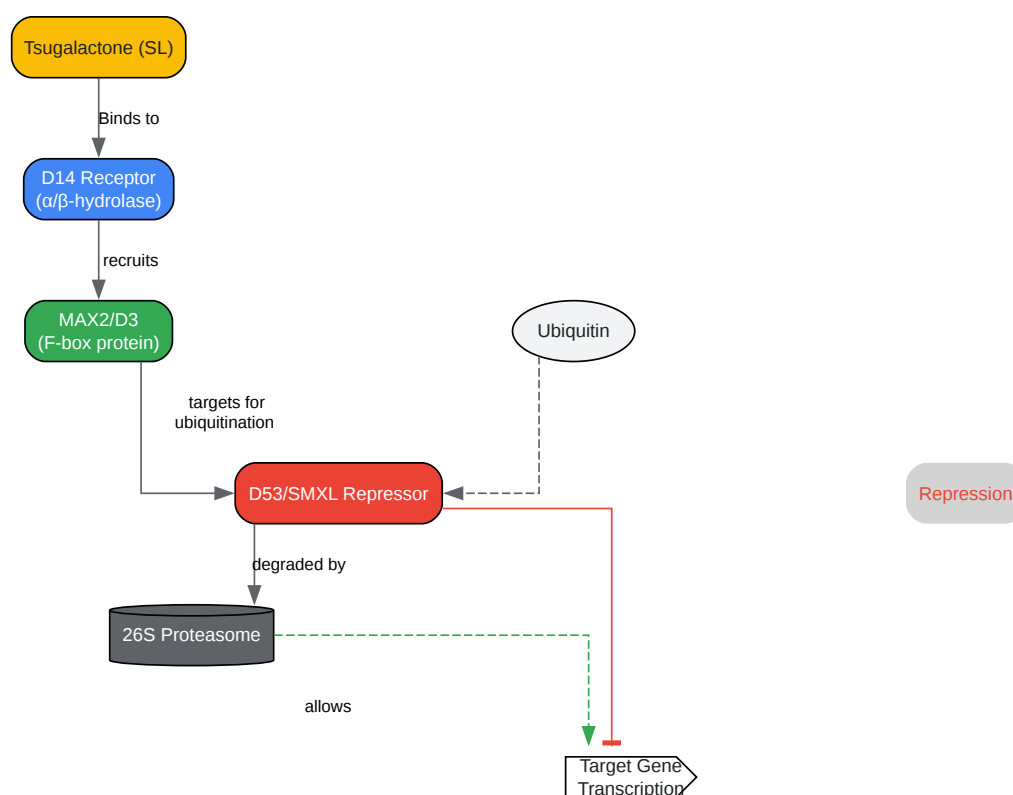 Tsugalactone (SL)
Binds to
D14 Receptor
(α/β-hydrolase)
recruits
MAX2/D3
(F-box protein)
Ubiquitin
targets for
ubiquitination
D53/SMXL Repressor
Repression
degraded by
26S Proteasome
allows
Target Gene
Transcription